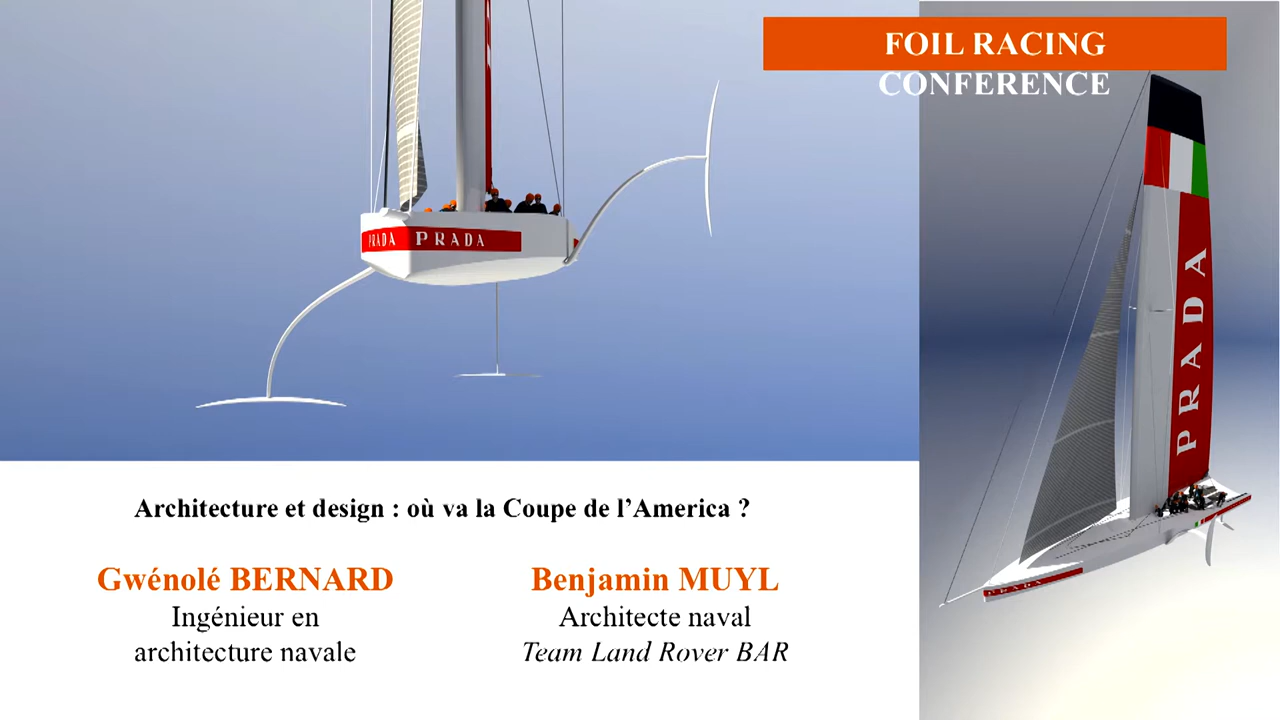 FOIL RACING
CONFERENCE
PRADA PRADA
PRADA
PRADA
Architecture et design : où va la Coupe de l’America ?
Gwénolé BERNARD
Ingénieur en
architecture navale
Benjamin MUYL
Architecte naval
Team Land Rover BAR